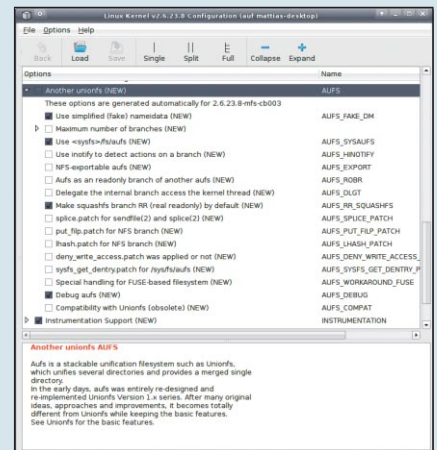 Linux Kernel v2.6.23.8 Configuration (auf mattias-desktop)
File Options Help
Back Load Save Single Split Full Collapse Expand
Options Name
Another unionfs (NEW) AUFS
These options are generated automatically for 2.6.23.8-mfs-cb003
Use simplified (fake) nameidata (NEW) AUFS_FAKE_DM
Maximum number of branches (NEW)
Use <sysfs>/fs/aufs (NEW) AUFS_SYSAUFS
Use inotify to detect actions on a branch (NEW) AUFS_HINOTIFY
NFS-exportable aufs (NEW) AUFS_EXPORT
Aufs as an readonly branch of another aufs (NEW) AUFS_ROBR
Delegate the internal branch access the kernel thread (NEW) AUFS_DLGT
Make squashfs branch RR (real readonly) by default (NEW) AUFS_RR_SQUASHFS
splice.patch for sendfile(2) and splice(2) (NEW) AUFS_SPLICE_PATCH
put_filp.patch for NFS branch (NEW) AUFS_PUT_FILP_PATCH
lhash.patch for NFS branch (NEW) AUFS_LHASH_PATCH
deny_write_access.patch was applied or not (NEW) AUFS_DENY_WRITE_ACCESS_
sysfs_get_dentry.patch for /sys/fs/aufs (NEW) AUFS_SYSFS_GET_DENTRY_P
Special handling for FUSE-based filesystem (NEW) AUFS_WORKAROUND_FUSE
Debug aufs (NEW) AUFS_DEBUG
Compatibility with Unionfs (obsolete) (NEW) AUFS_COMPAT
Instrumentation Support (NEW) INSTRUMENTATION
Another unionfs AUFS
Aufs is a stackable unification filesystem such as Unionfs,
which unifies several directories and provides a merged single
directory.
In the early days, aufs was entirely re-designed and
re-implemented Unionfs Version 1.x series. After many original
ideas, approaches and improvements, it becomes totally
different from Unionfs while keeping the basic features.
See Unionfs for the basic features.